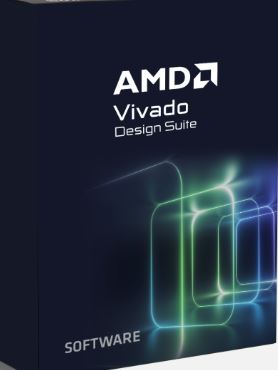 AMD
Vivado
Design Suite
SOFTWARE